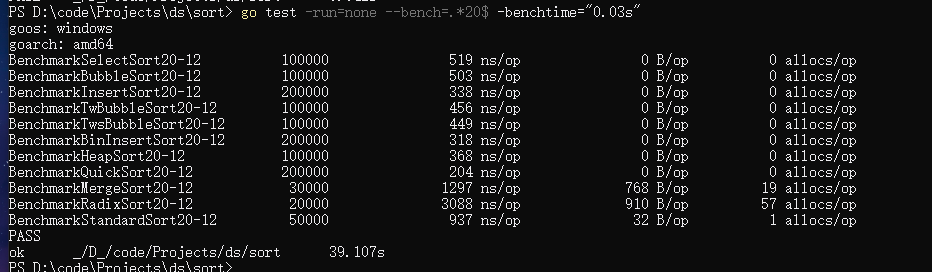 PS D:\code\Projects\ds\sort> go test -run=none --bench=.*20$ -benchtime="0.03s"
goos: windows
goarch: amd64
BenchmarkSelectSort20-12 100000 519 ns/op 0 B/op 0 allocs/op
BenchmarkBubbleSort20-12 100000 503 ns/op 0 B/op 0 allocs/op
BenchmarkInsertSort20-12 200000 338 ns/op 0 B/op 0 allocs/op
BenchmarkTwBubbleSort20-12 100000 456 ns/op 0 B/op 0 allocs/op
BenchmarkTwsBubbleSort20-12 100000 449 ns/op 0 B/op 0 allocs/op
BenchmarkBinInsertSort20-12 200000 318 ns/op 0 B/op 0 allocs/op
BenchmarkHeapSort20-12 100000 368 ns/op 0 B/op 0 allocs/op
BenchmarkQuickSort20-12 200000 204 ns/op 0 B/op 0 allocs/op
BenchmarkMergeSort20-12 30000 1297 ns/op 768 B/op 19 allocs/op
BenchmarkRadixSort20-12 20000 3088 ns/op 910 B/op 57 allocs/op
BenchmarkStandardSort20-12 50000 937 ns/op 32 B/op 1 allocs/op
PASS
ok _/D_/code/Projects/ds/sort 39.107s
PS D:\code\Projects\ds\sort>